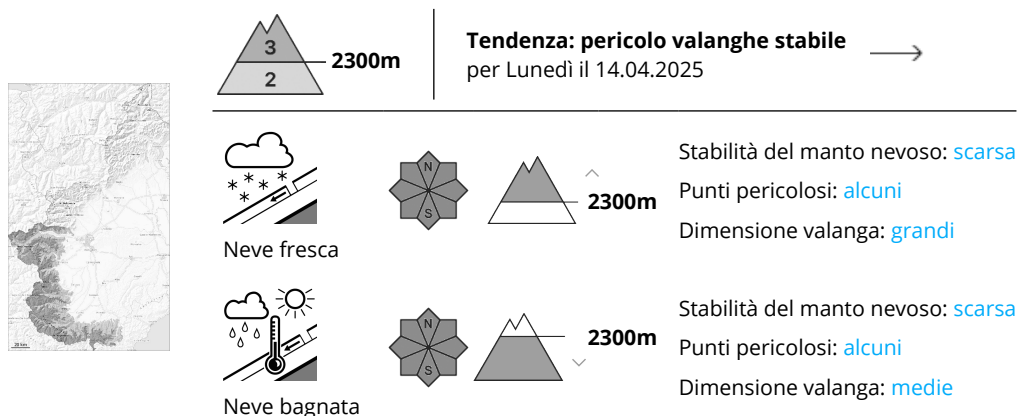 3
2300m
2
Tendenza: pericolo valanghe stabile
per Lunedì il 14.04.2025
N
S
2300m
Neve fresca
Stabilità del manto nevoso: scarsa
Punti pericolosi: alcuni
Dimensione valanga: grandi
N
S
2300m
Neve bagnata
Stabilità del manto nevoso: scarsa
Punti pericolosi: alcuni
Dimensione valanga: medie
20 km